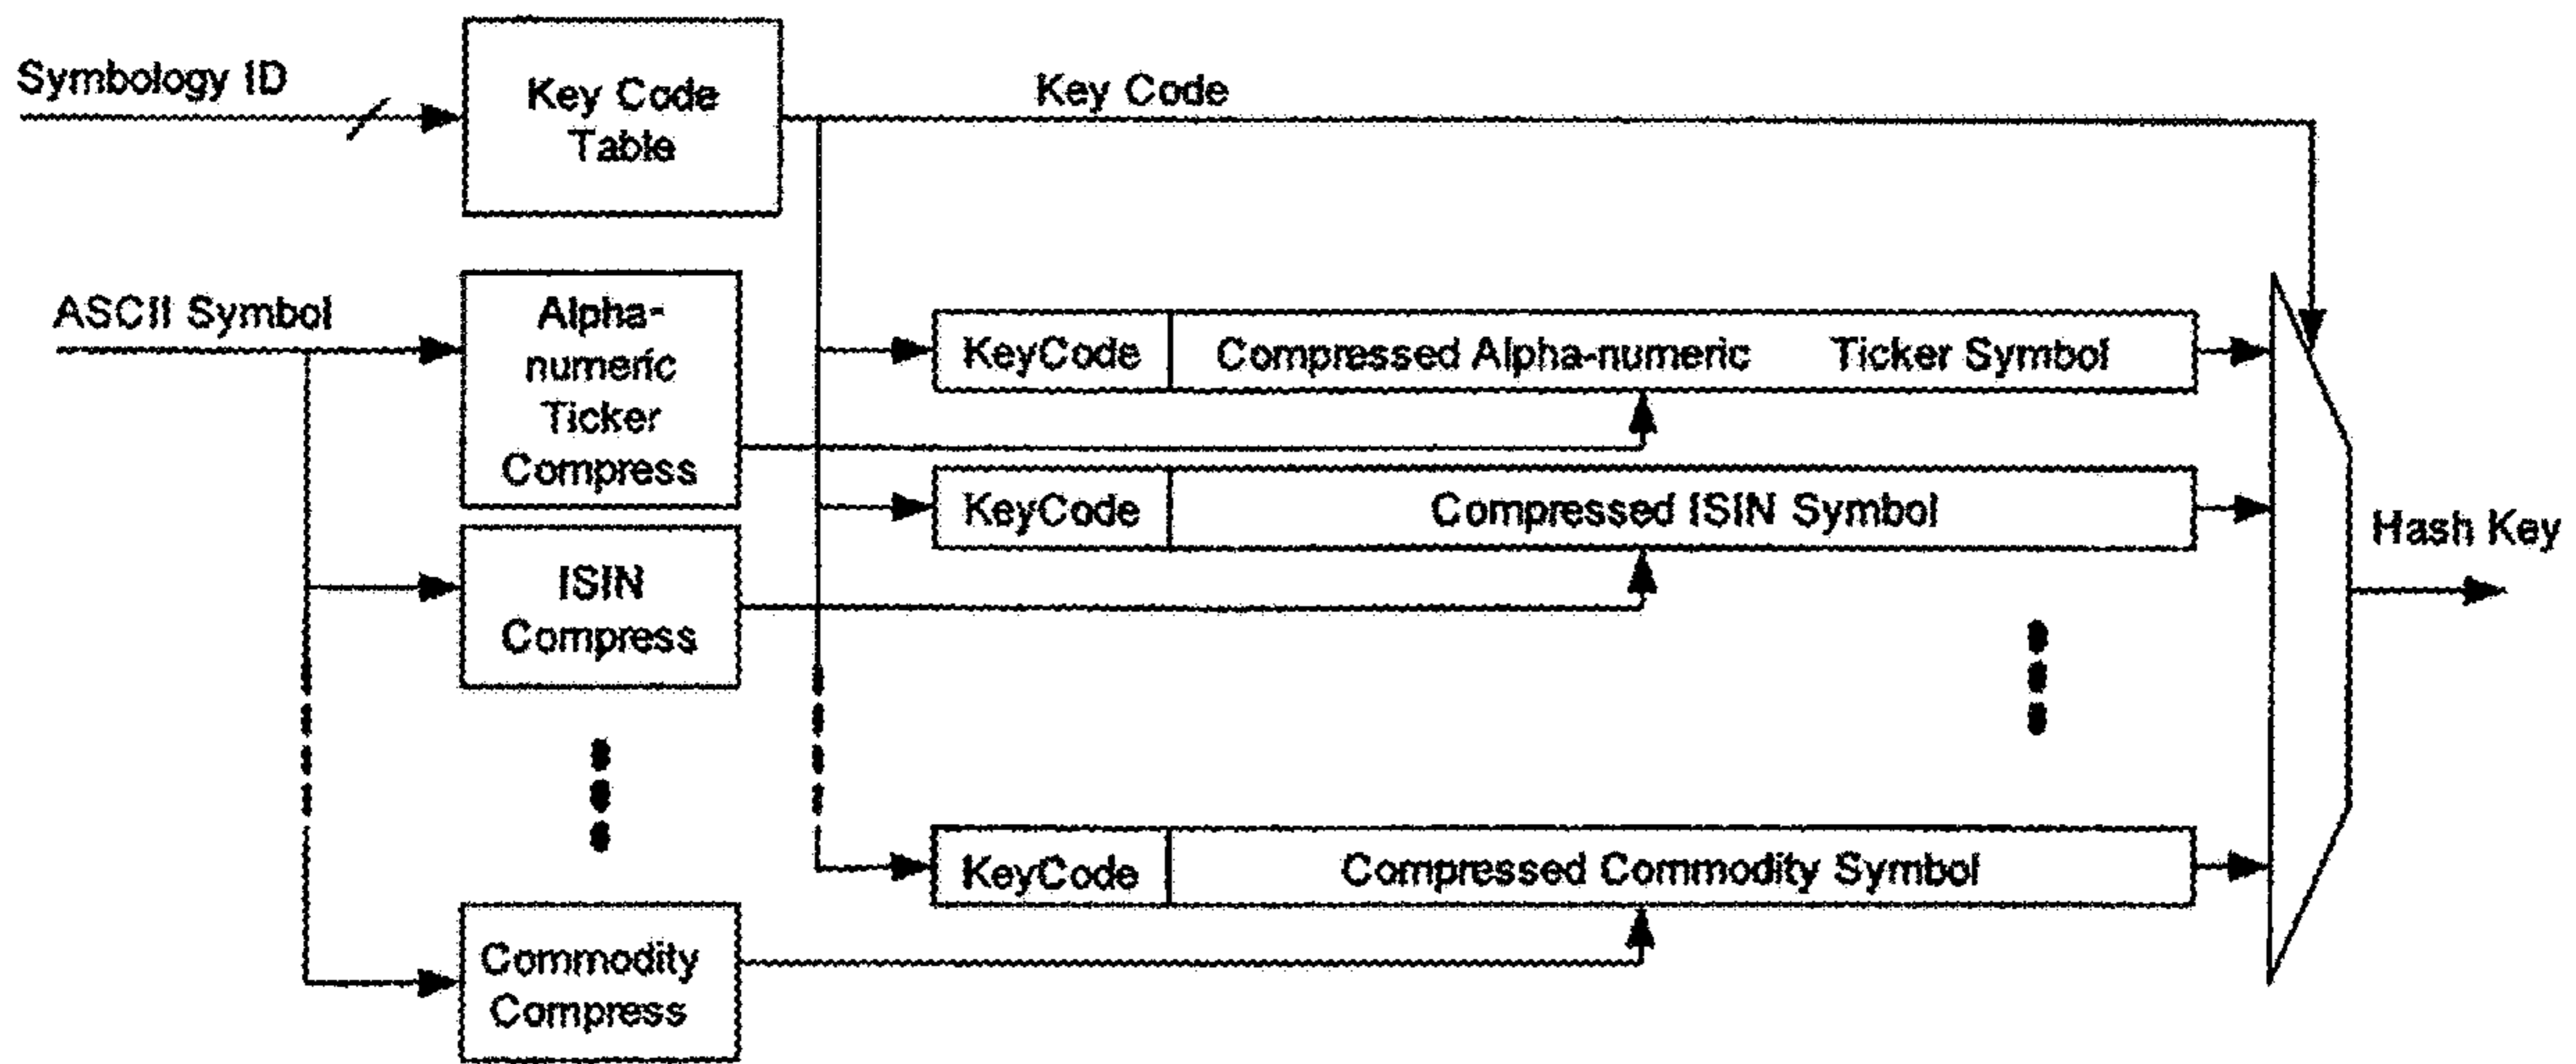 Symbology ID
Key Code
Table
Key Code
ASCII Symbol
Alpha-
numeric
Ticker
Compress
KeyCode
Compressed Alpha-numeric Ticker Symbol
KeyCode
Compressed ISIN Symbol
Hash Key
ISIN
Compress
KeyCode
Compressed Commodity Symbol
Commodity
Compress